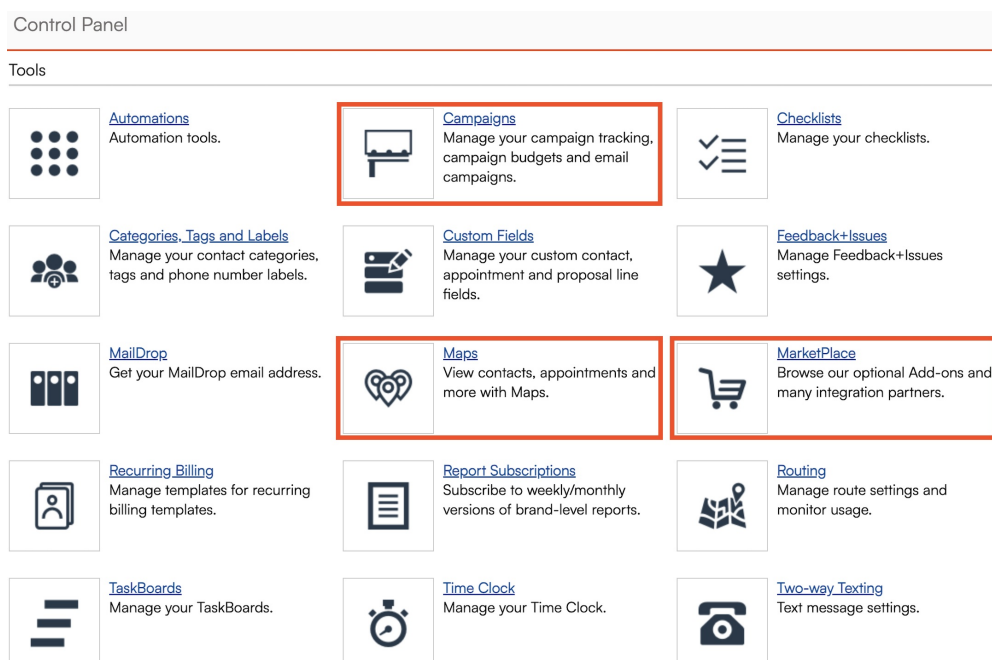 Control Panel
Tools
Automations
Automation tools.
Campaigns
Manage your campaign tracking,
campaign budgets and email
campaigns.
Checklists
Manage your checklists.
Categories, Tags and Labels
Manage your contact categories,
tags and phone number labels.
Custom Fields
Manage your custom contact,
appointment and proposal line
fields.
Feedback+Issues
Manage Feedback+Issues
settings.
MailDrop
Get your MailDrop email address.
Maps
View contacts, appointments and
more with Maps.
MarketPlace
Browse our optional Add-ons and
many integration partners.
Recurring Billing
Manage templates for recurring
billing templates.
Report Subscriptions
Subscribe to weekly/monthly
versions of brand-level reports.
Routing
Manage route settings and
monitor usage.
TaskBoards
Manage your TaskBoards.
Time Clock
Manage your Time Clock.
Two-way Texting
Text message settings.